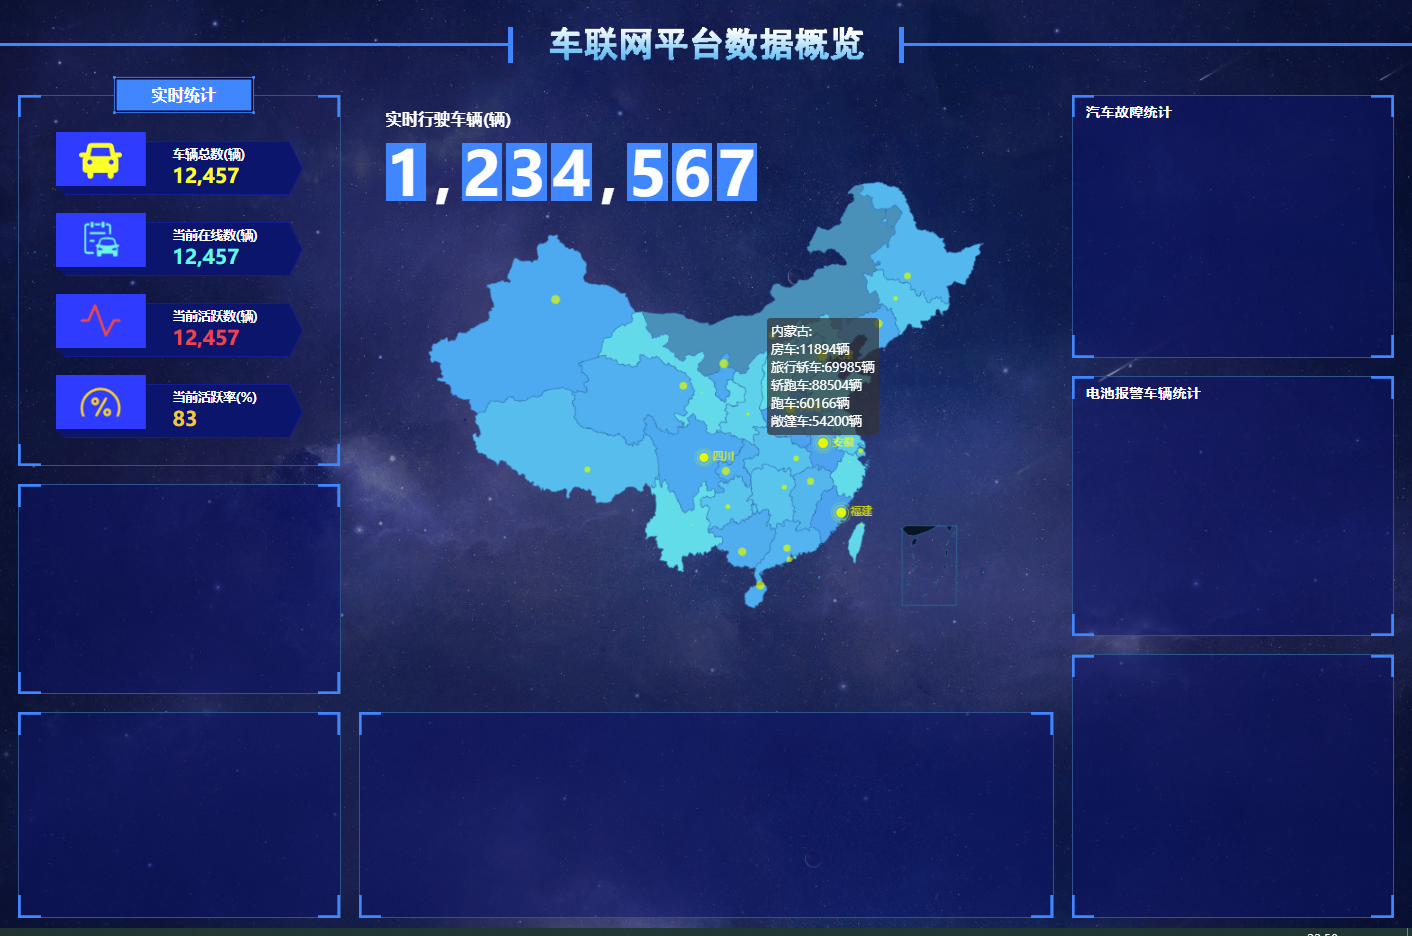 车联网平台数据概览
实时统计
车辆总数(辆)
12,457
当前在线数(辆)
12,457
当前活跃数(辆)
12,457
当前活跃率(%)
83
实时行驶车辆(辆)
1,234,567
内蒙古:
房车:11894辆
旅行轿车:69985辆
轿跑车:88504辆
跑车:60166辆
敞篷车:54200辆
安徽
四川
福建
汽车故障统计
电池报警车辆统计